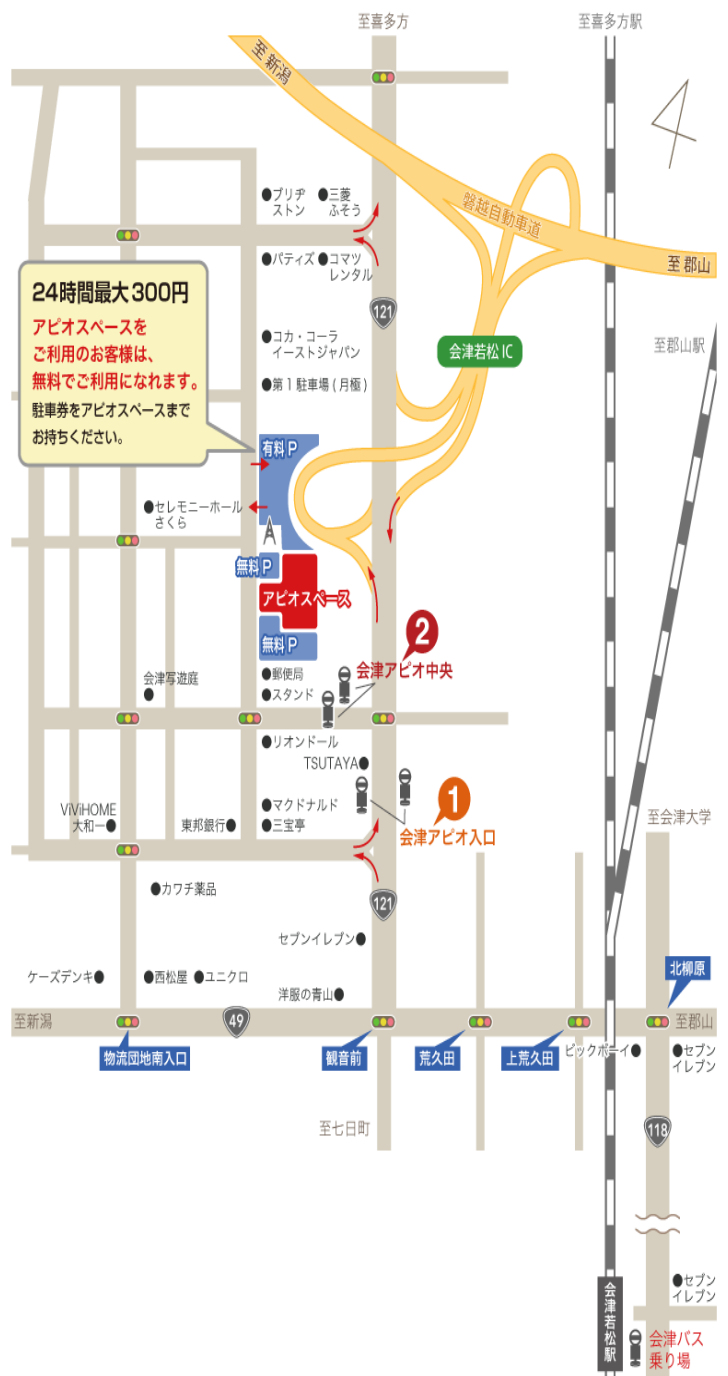 至喜多方
至喜多方駅
至 新潟
磐越自動車道
至 郡山
●ブリヂ
ストン
●三菱
ふそう
●パティズ
●コマツ
レンタル
121
24時間最大300円
アピオスペースを
ご利用のお客様は、
無料でご利用になれます。
駐車券をアピオスペースまで
お持ちください。
●コカ・コーラ
イーストジャパン
会津若松 IC
至郡山駅
●第1駐車場(月極)
有料 P
●セレモニーホール
さくら
無料 P
アピオスペース
無料 P
2
会津アピオ中央
●郵便局
●スタンド
会津写遊庭
●
●リオンドール
TSUTAYA●
1
会津アピオ入口
ViViHOME
大和一●
東邦銀行●
●マクドナルド
●三宝亭
至会津大学
●カワチ薬品
121
セブンイレブン●
ケーズデンキ●
●西松屋
●ユニクロ
洋服の青山●
北柳原
至新潟
49
至郡山
物流団地南入口
観音前
荒久田
上荒久田
ビックボーイ●
●セブン
イレブン
至七日町
118
●セブン
イレブン
会津若松駅
会津バス
乗り場